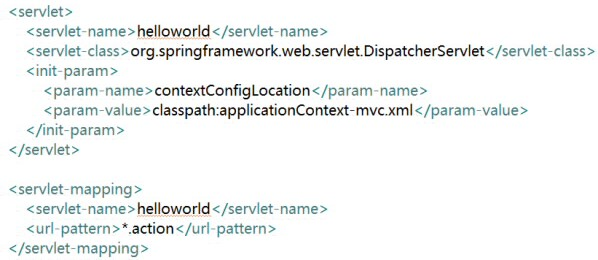 <servlet>
<servlet-name>helloworld</servlet-name>
<servlet-class>org.springframework.web.servlet.DispatcherServlet</servlet-class>
<init-param>
<param-name>contextConfigLocation</param-name>
<param-value>classpath:applicationContext-mvc.xml</param-value>
</init-param>
</servlet>
<servlet-mapping>
<servlet-name>helloworld</servlet-name>
<url-pattern>*.action</url-pattern>
</servlet-mapping>